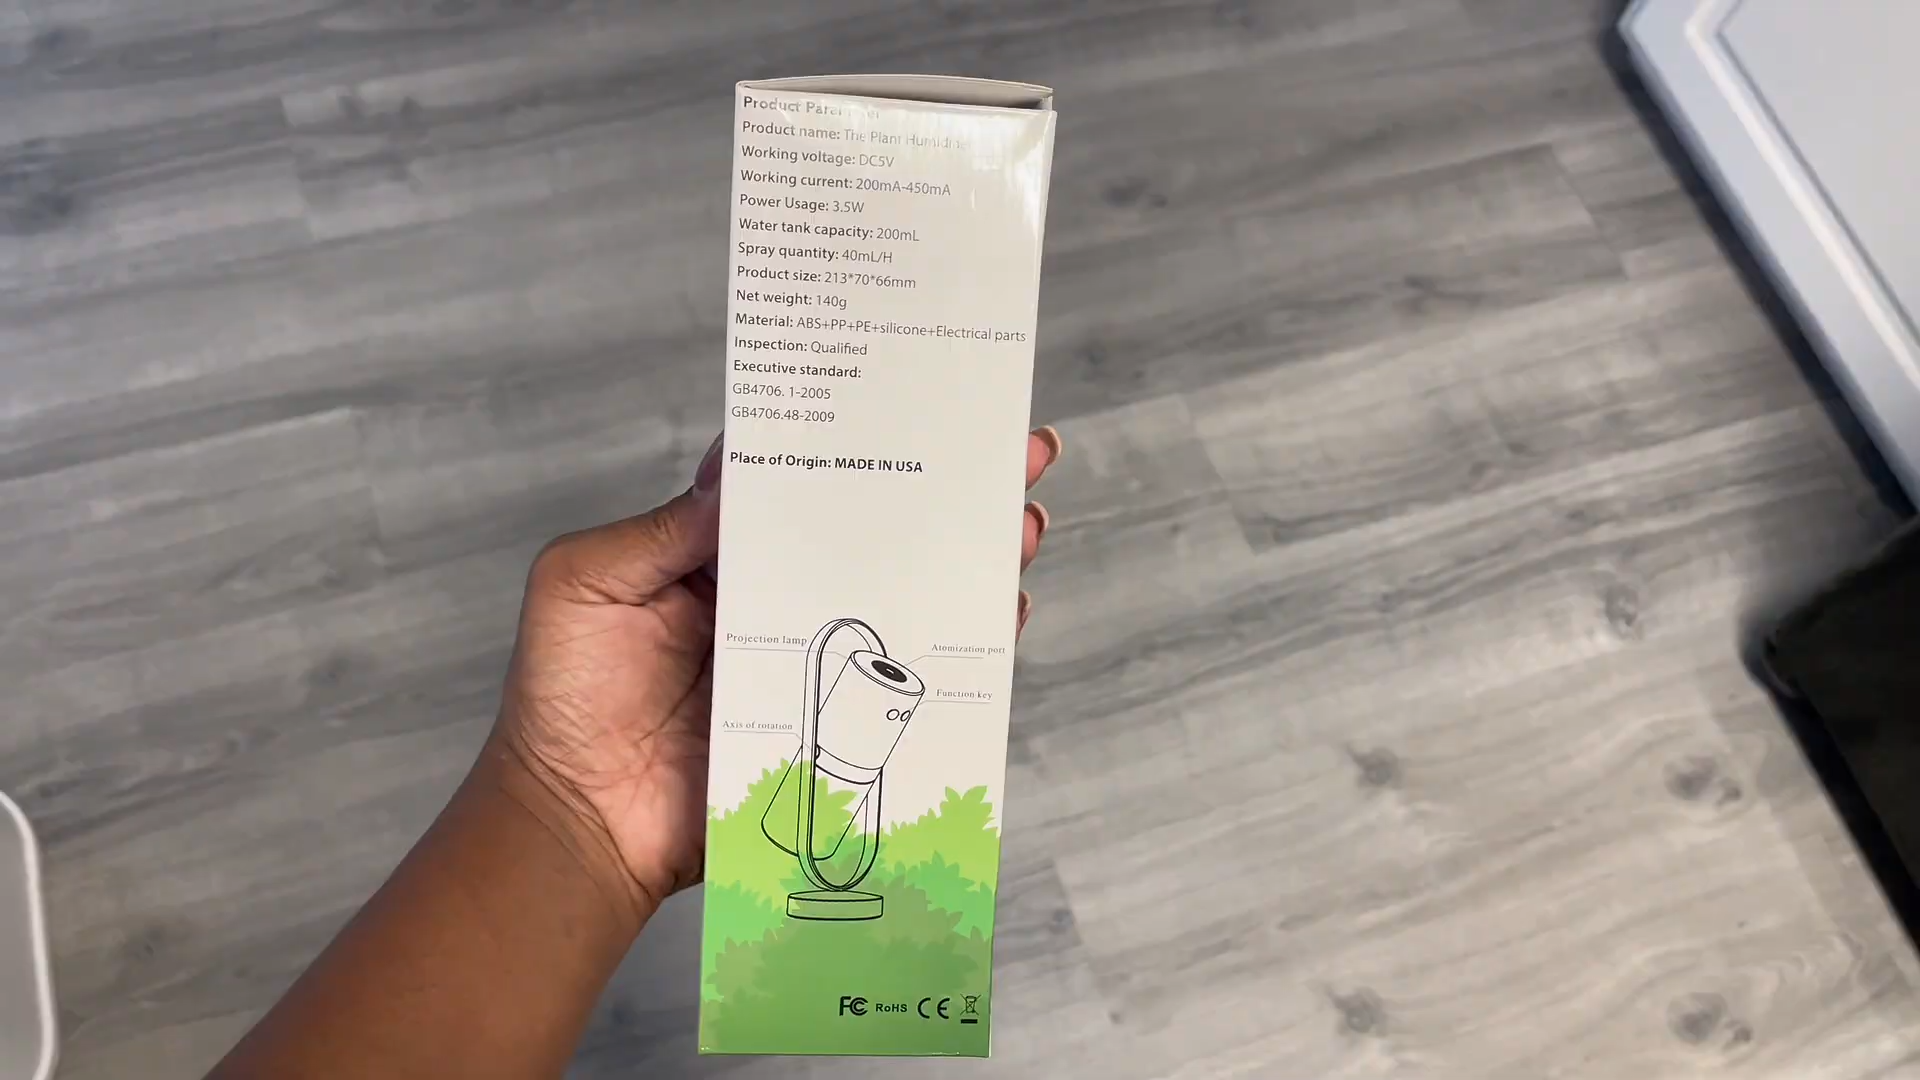 Product Parameter
Product name: The Plant Humidifier
Working voltage: DC5V
Working current: 200mA-450mA
Power Usage: 3.5W
Water tank capacity: 200mL
Spray quantity: 40mL/H
Product size: 213*70*66mm
Net weight: 140g
Material: ABS+PP+PE+silicone+Electrical parts
Inspection: Qualified
Executive standard:
GB4706. 1-2005
GB4706.48-2009
Place of Origin: MADE IN USA
Projection lamp
Atomization port
Function key
Axis of rotation
FC RoHS CE